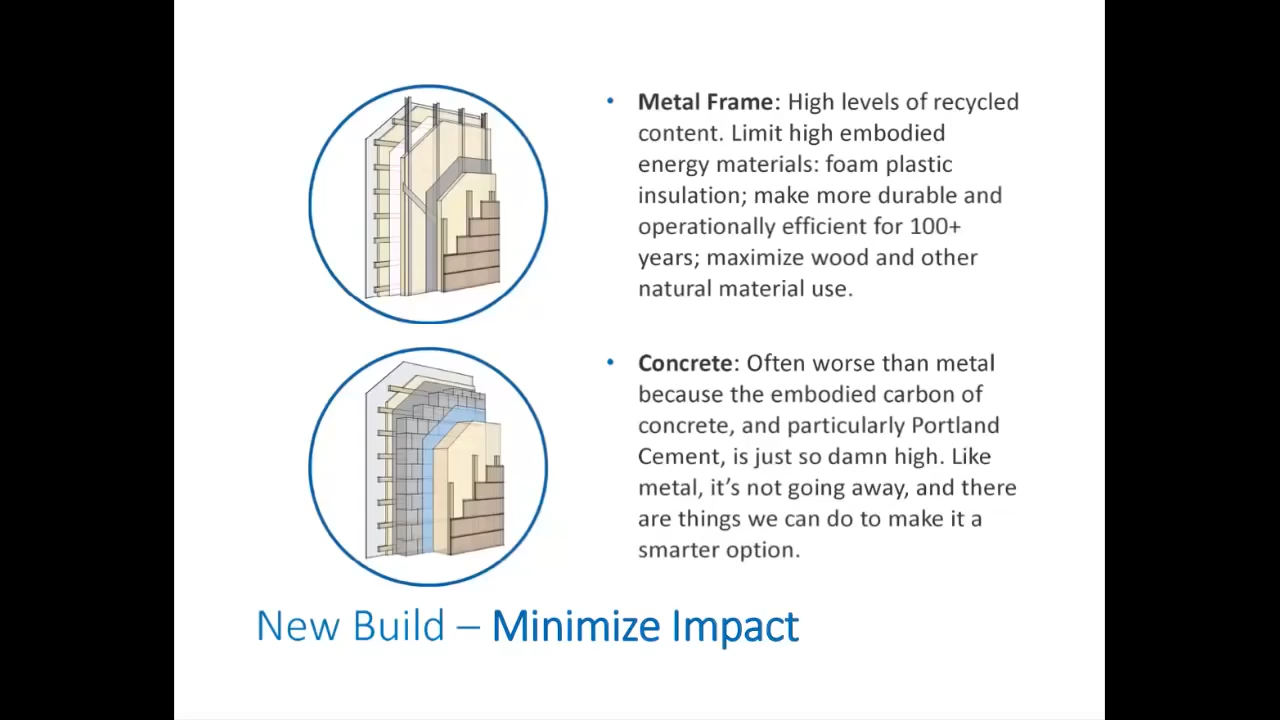 • Metal Frame: High levels of recycled
content. Limit high embodied
energy materials: foam plastic
insulation; make more durable and
operationally efficient for 100+
years; maximize wood and other
natural material use.
• Concrete: Often worse than metal
because the embodied carbon of
concrete, and particularly Portland
Cement, is just so damn high. Like
metal, it’s not going away, and there
are things we can do to make it a
smarter option.
New Build – Minimize Impact